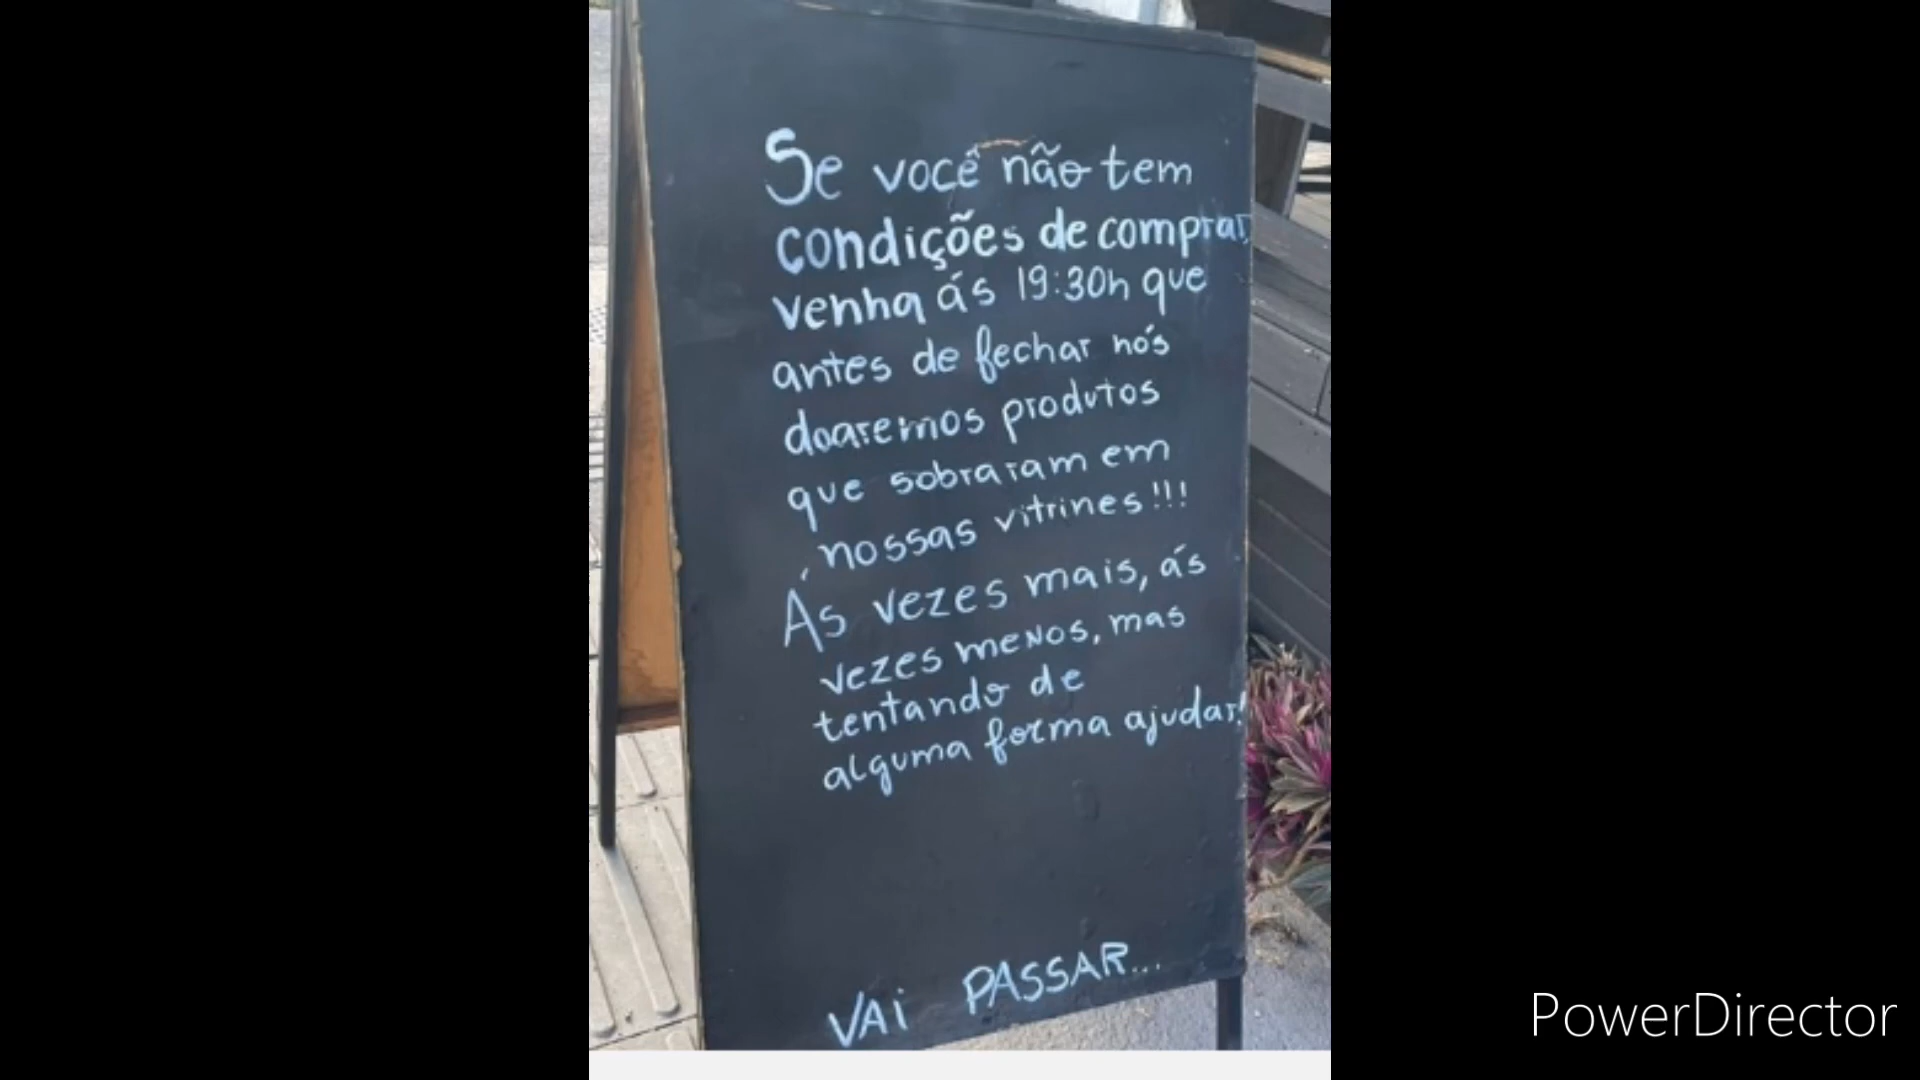 Se você não tem
condições de comprar,
venha ás 19:30h que
antes de fechar nós
doaremos produtos
que sobraram em
nossas vitrines!!!
Ás vezes mais, ás
vezes menos, mas
tentando de
alguma forma ajudar!
VAi PASSAR...
PowerDirector